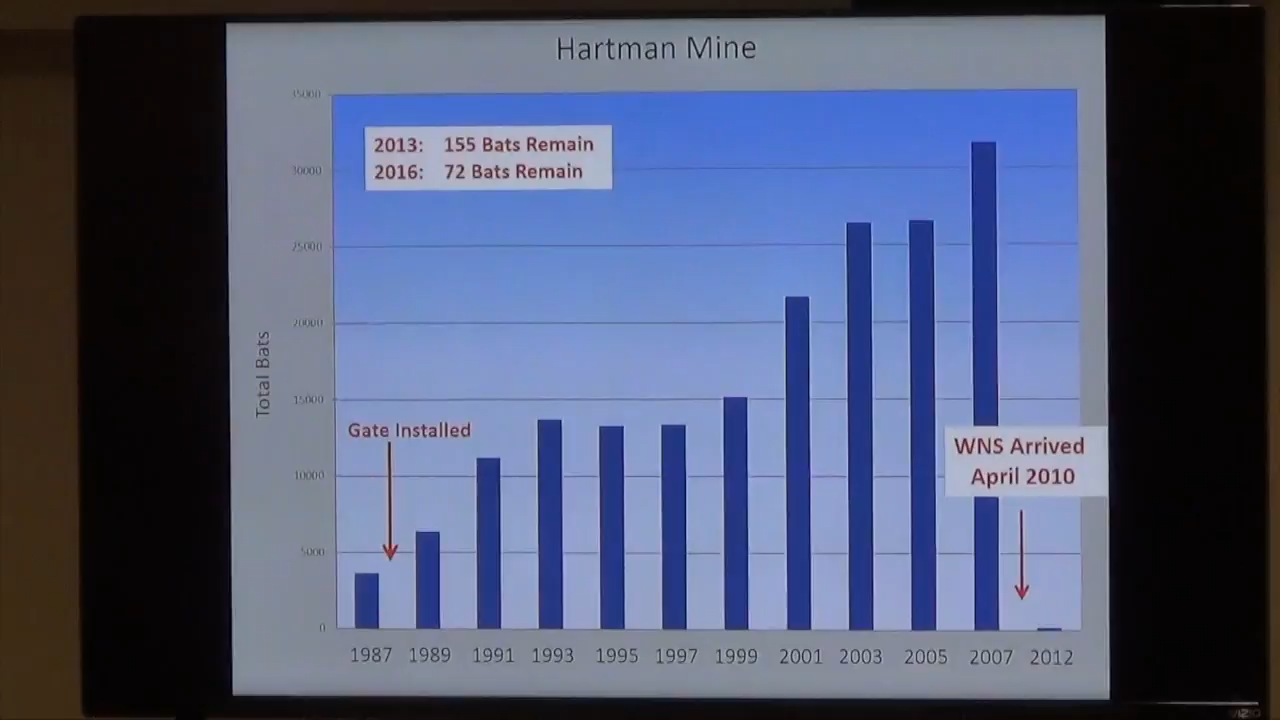 Hartman Mine
35000
2013: 155 Bats Remain
2016: 72 Bats Remain
30000
25000
20000
15000
10000
5000
0
Total Bats
Gate Installed
WNS Arrived
April 2010
1987 1989 1991 1993 1995 1997 1999 2001 2003 2005 2007 2012
VIZIO